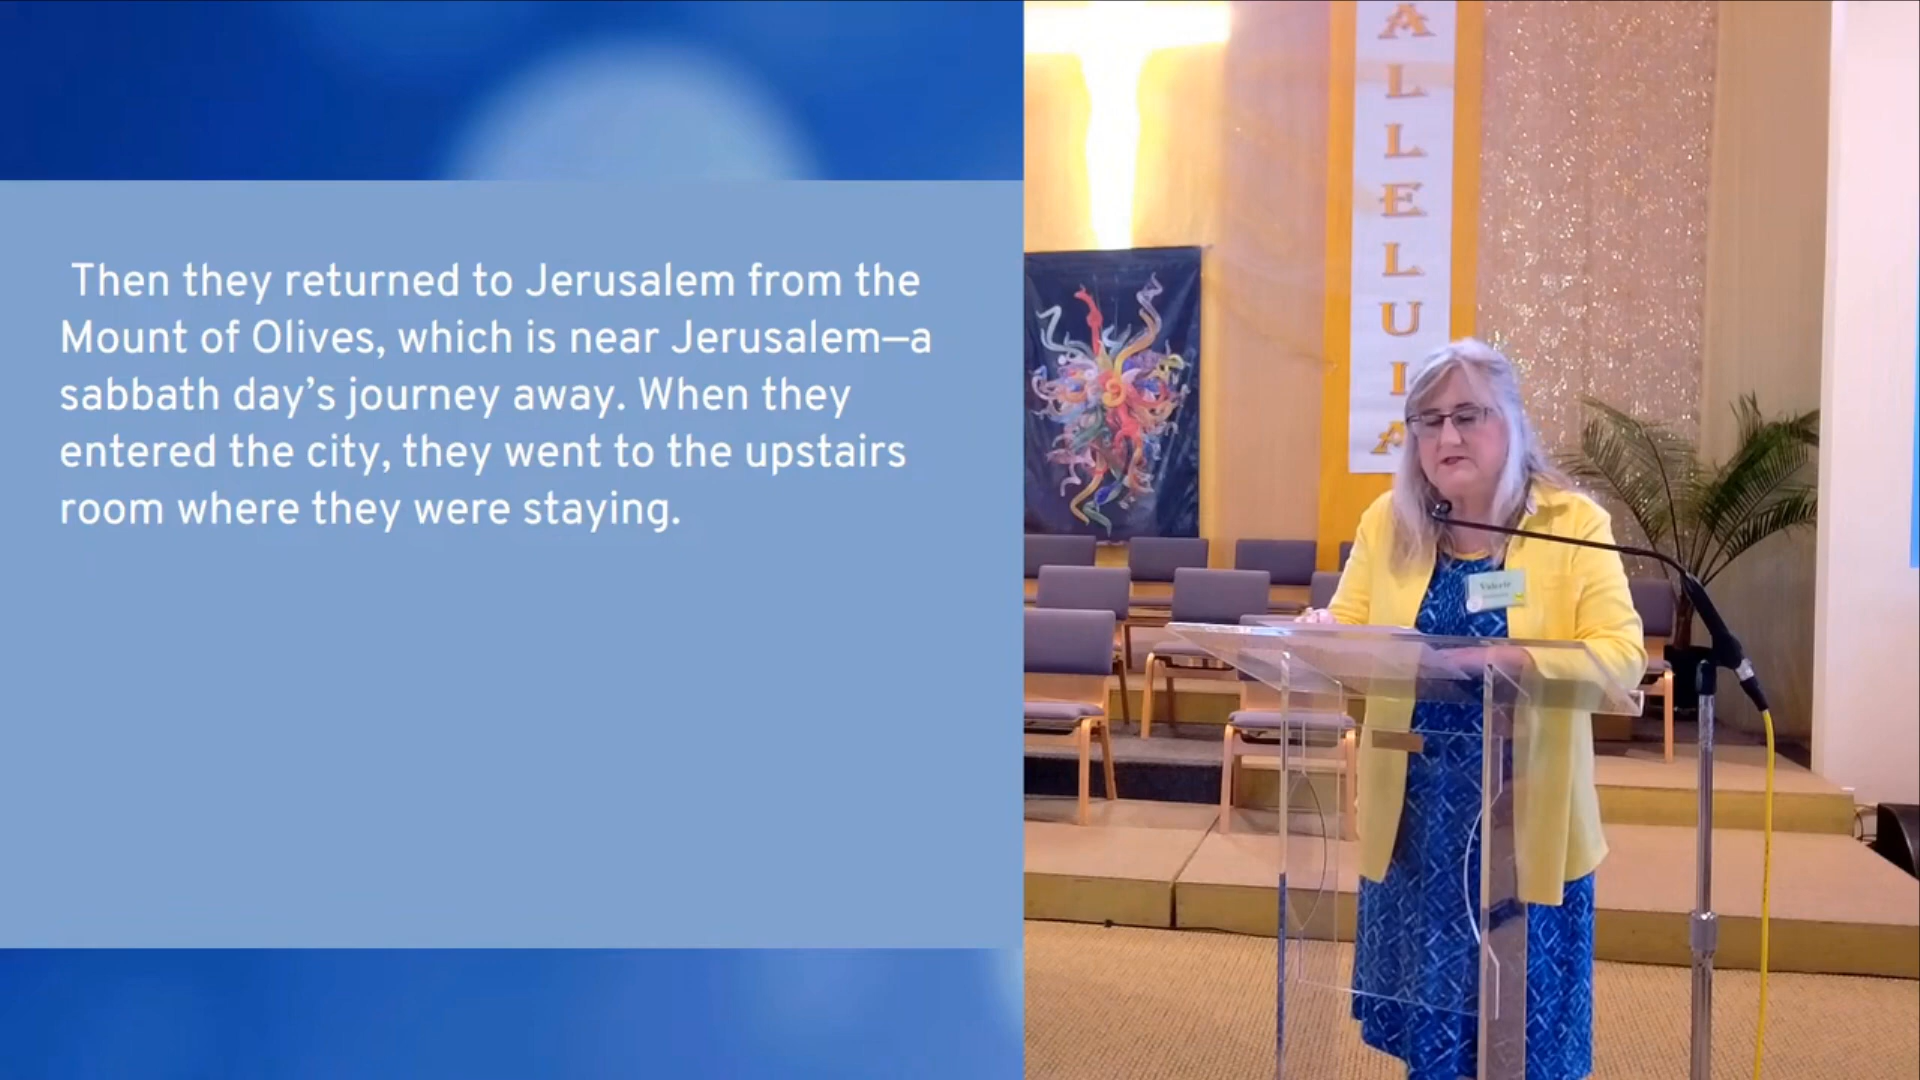 Then they returned to Jerusalem from the
Mount of Olives, which is near Jerusalem—a
sabbath day’s journey away. When they
entered the city, they went to the upstairs
room where they were staying.
ALLELUIA
Valerie